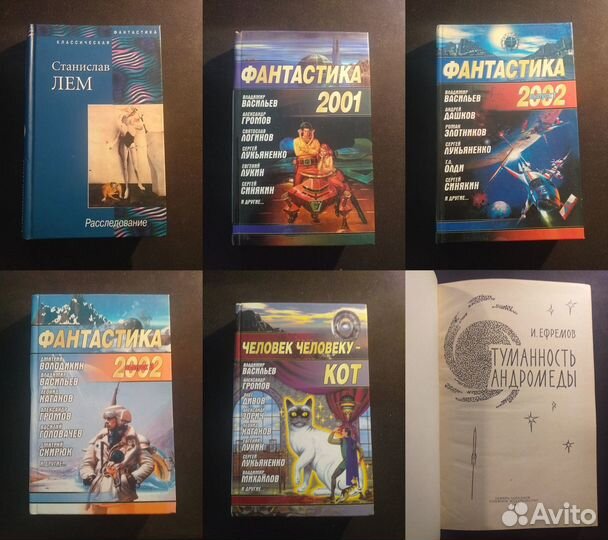 КЛАССИЧЕСКАЯ ФАНТАСТИКА
Станислав
ЛЕМ
Расследование
ФАНТАСТИКА
2001
ВЛАДИМИР
ВАСИЛЬЕВ
АЛЕКСАНДР
ГРОМОВ
СВЯТОСЛАВ
ЛОГИНОВ
СЕРГЕЙ
ЛУКЬЯНЕНКО
ЕВГЕНИЙ
ЛУКИН
СЕРГЕЙ
СИНЯКИН
И ДРУГИЕ...
ФАНТАСТИКА
2002
ВЛАДИМИР
ВАСИЛЬЕВ
АНДРЕЙ
ДАШКОВ
РОМАН
ЗЛОТНИКОВ
СЕРГЕЙ
ЛУКЬЯНЕНКО
Г.Л.
ОЛДИ
СЕРГЕЙ
СИНЯКИН
И ДРУГИЕ...
ФАНТАСТИКА
2002
ДМИТРИЙ
ВОЛОДИХИН
ВЛАДИМИР
ВАСИЛЬЕВ
ЛЕОНИД
КАГАНОВ
АЛЕКСАНДР
ГРОМОВ
ВАСИЛИЙ
ГОЛОВАЧЕВ
ДМИТРИЙ
СКИРЮК
И ДРУГИЕ...
ЧЕЛОВЕК ЧЕЛОВЕКУ -
КОТ
ВЛАДИМИР
ВАСИЛЬЕВ
АЛЕКСАНДР
ГРОМОВ
ОЛЕГ
ДИВОВ
АЛЕКСАНДР
ЗОРИЧ
ЛЕОНИД
КАГАНОВ
ЕВГЕНИЙ
ЛУКИН
СЕРГЕЙ
ЛУКЬЯНЕНКО
ВЛАДИМИР
МИХАЙЛОВ
И ДРУГИЕ...
И. ЕФРЕМОВ
ТУМАННОСТЬ
АНДРОМЕДЫ
Avito